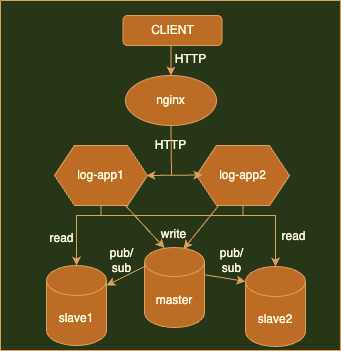 CLIENT
HTTP
nginx
HTTP
log-app1
log-app2
read
write
read
pub/
sub
pub/
sub
slave1
master
slave2